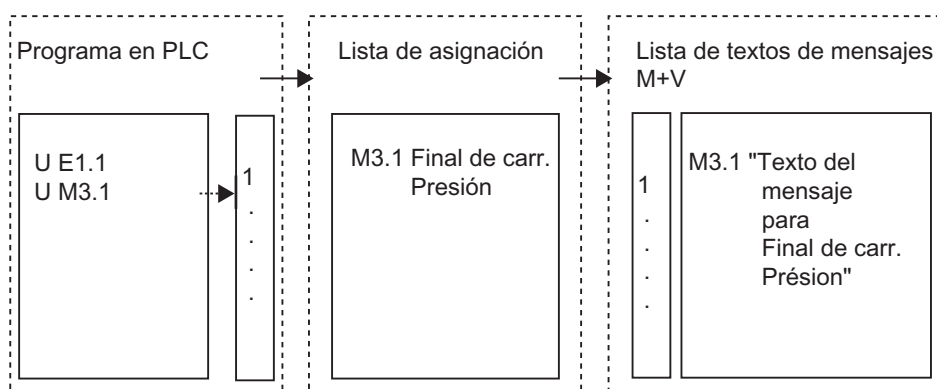 Programa en PLC
U E1.1
U M3.1
1
.
.
.
.
Lista de asignación
M3.1 Final de carr.
Presión
Lista de textos de mensajes
M+V
1
.
.
.
.
M3.1 "Texto del
mensaje
para
Final de carr.
Présion"